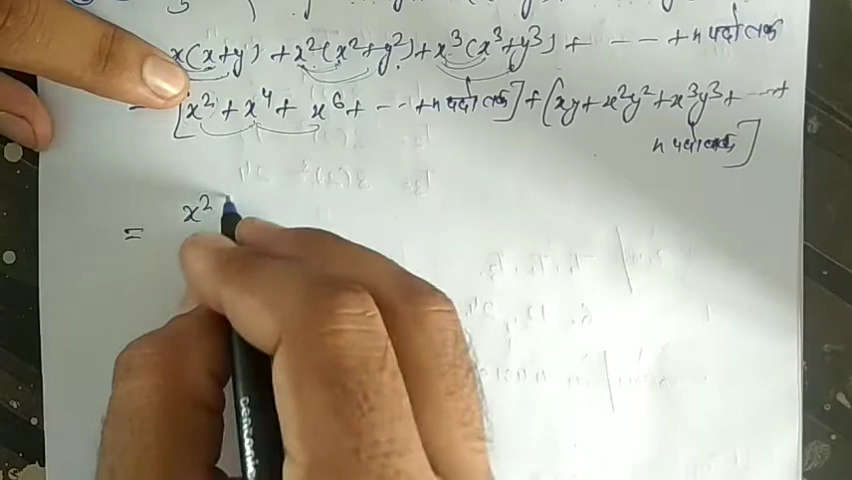 x(x+y) + x²(x²+y²) + x³(x³+y³) + --- + n पदों तक
= [x² + x⁴ + x⁶ + --- + n पदों तक] + [xy + x²y² + x³y³ + --- +
n पदों तक]
= x²